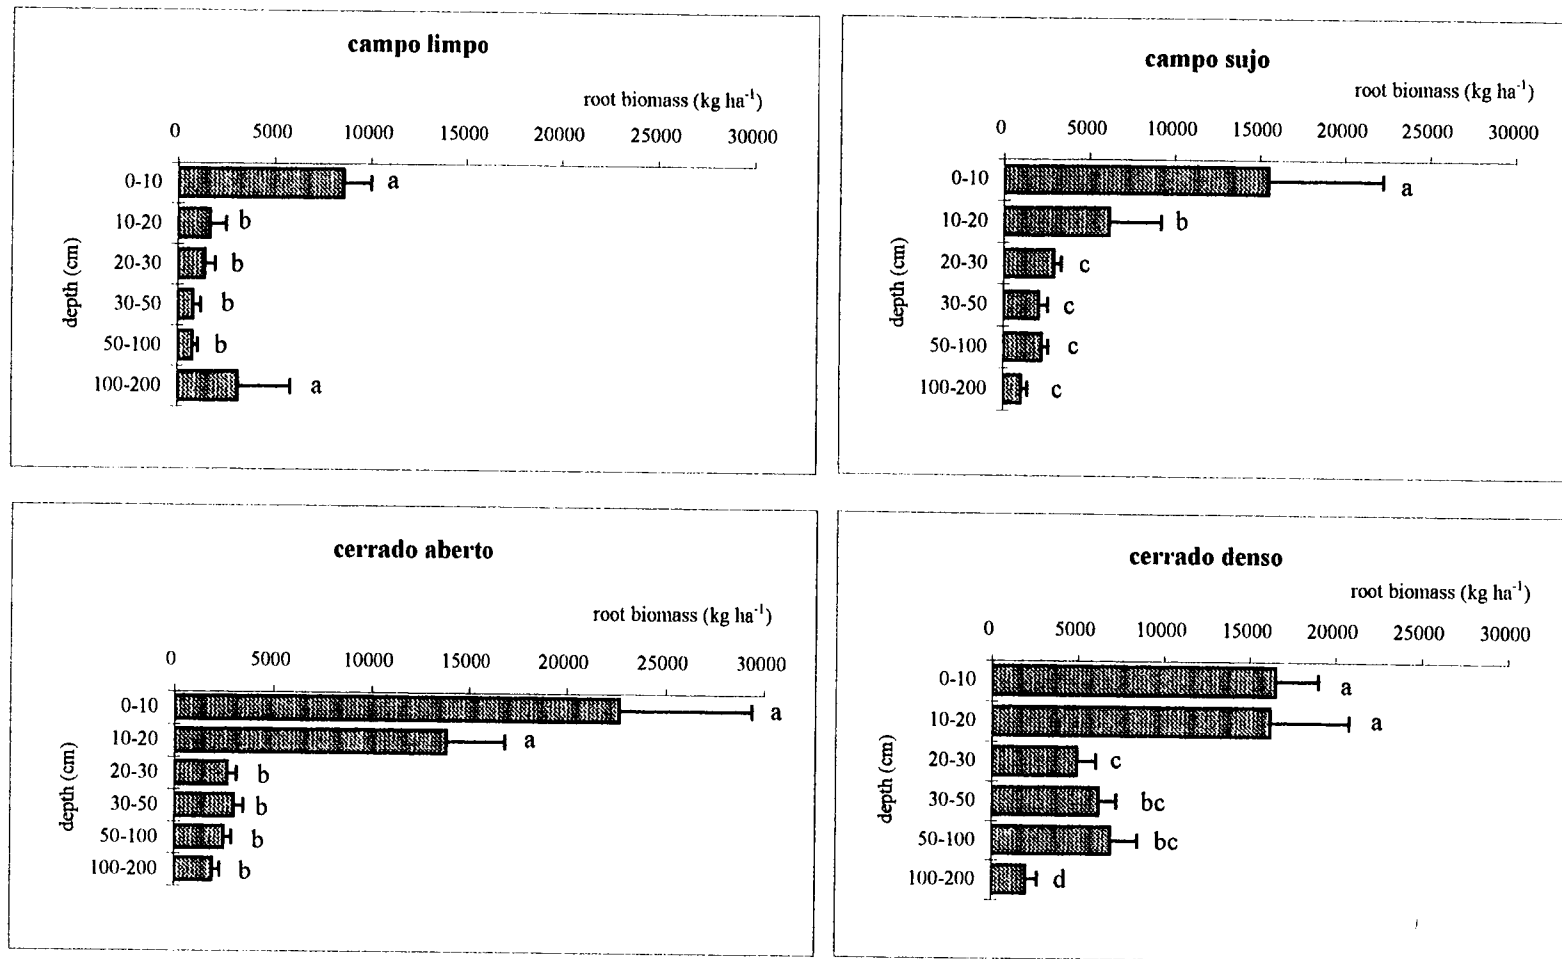 campo limpo
root biomass (kg ha⁻¹)
0 5000 10000 15000 20000 25000 30000
depth (cm)
0-10 a
10-20 b
20-30 b
30-50 b
50-100 b
100-200 a
campo sujo
root biomass (kg ha⁻¹)
0 5000 10000 15000 20000 25000 30000
depth (cm)
0-10 a
10-20 b
20-30 c
30-50 c
50-100 c
100-200 c
cerrado aberto
root biomass (kg ha⁻¹)
0 5000 10000 15000 20000 25000 30000
depth (cm)
0-10 a
10-20 a
20-30 b
30-50 b
50-100 b
100-200 b
cerrado denso
root biomass (kg ha⁻¹)
0 5000 10000 15000 20000 25000 30000
depth (cm)
0-10 a
10-20 a
20-30 c
30-50 bc
50-100 bc
100-200 d